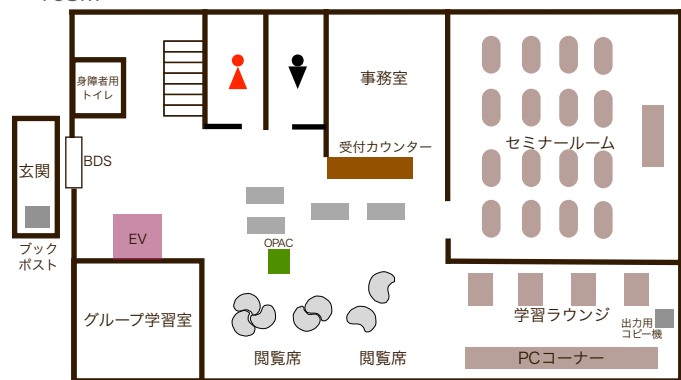 身障者用
トイレ
事務室
セミナールーム
受付カウンター
玄関
BDS
EV
OPAC
ブック
ポスト
グループ学習室
学習ラウンジ
出力用
コピー機
閲覧席
閲覧席
PCコーナー